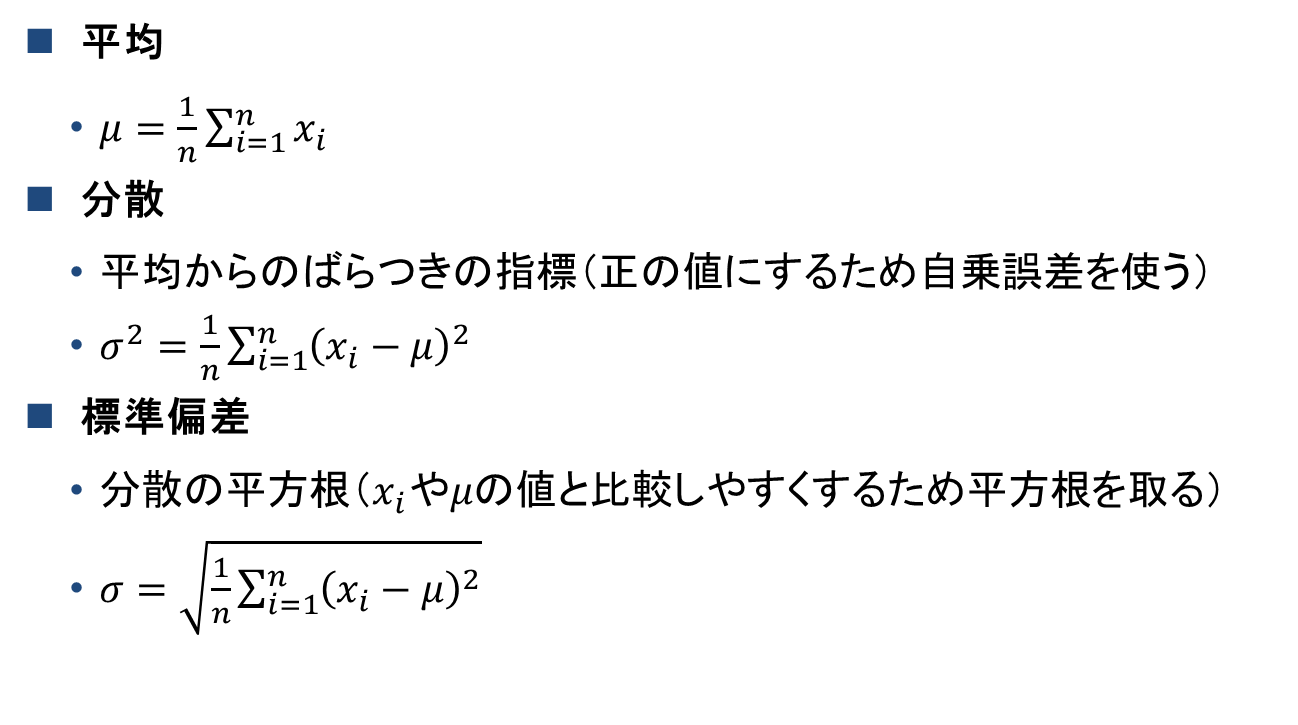 ■ 平均
• μ = 1/n ∑_{i=1}^{n} x_i
■ 分散
• 平均からのばらつきの指標（正の値にするため自乗誤差を使う）
• σ² = 1/n ∑_{i=1}^{n} (x_i − μ)²
■ 標準偏差
• 分散の平方根（x_iやμの値と比較しやすくするため平方根を取る）
• σ = √(1/n ∑_{i=1}^{n} (x_i − μ)²)